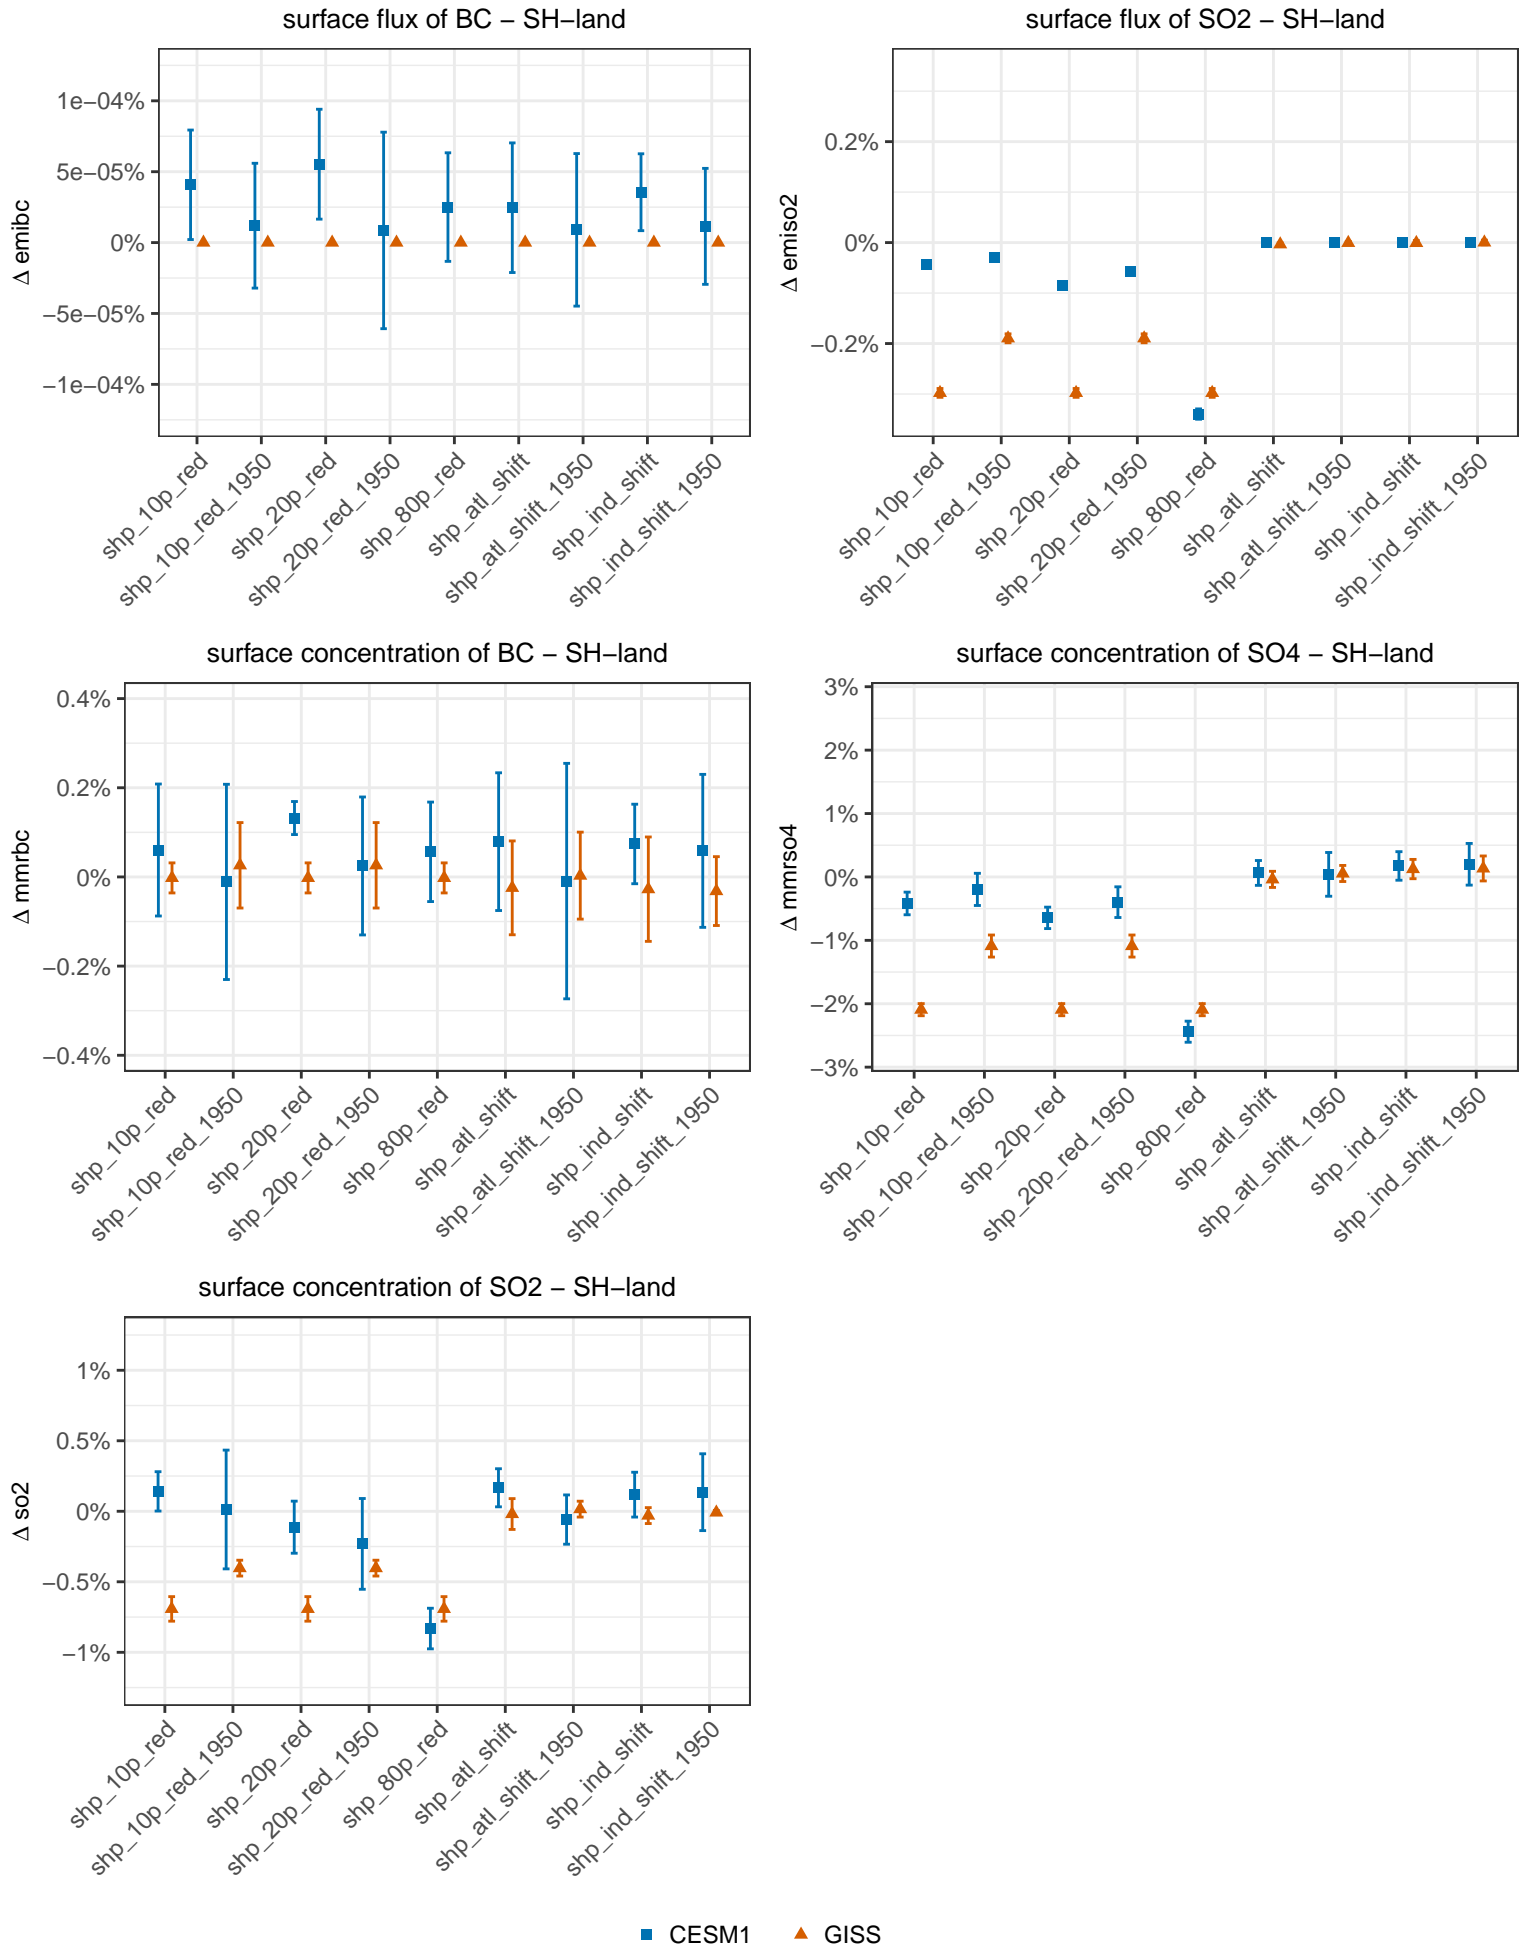 surface flux of BC − SH−land
Δ emibc
1e−04%
5e−05%
0%
−5e−05%
−1e−04%
shp_10p_red
shp_10p_red_1950
shp_20p_red
shp_20p_red_1950
shp_80p_red
shp_atl_shift
shp_atl_shift_1950
shp_ind_shift
shp_ind_shift_1950
surface flux of SO2 − SH−land
Δ emiso2
0.2%
0%
−0.2%
shp_10p_red
shp_10p_red_1950
shp_20p_red
shp_20p_red_1950
shp_80p_red
shp_atl_shift
shp_atl_shift_1950
shp_ind_shift
shp_ind_shift_1950
surface concentration of BC − SH−land
Δ mmrbc
0.4%
0.2%
0%
−0.2%
−0.4%
shp_10p_red
shp_10p_red_1950
shp_20p_red
shp_20p_red_1950
shp_80p_red
shp_atl_shift
shp_atl_shift_1950
shp_ind_shift
shp_ind_shift_1950
surface concentration of SO4 − SH−land
Δ mmrso4
3%
2%
1%
0%
−1%
−2%
−3%
shp_10p_red
shp_10p_red_1950
shp_20p_red
shp_20p_red_1950
shp_80p_red
shp_atl_shift
shp_atl_shift_1950
shp_ind_shift
shp_ind_shift_1950
surface concentration of SO2 − SH−land
Δ so2
1%
0.5%
0%
−0.5%
−1%
shp_10p_red
shp_10p_red_1950
shp_20p_red
shp_20p_red_1950
shp_80p_red
shp_atl_shift
shp_atl_shift_1950
shp_ind_shift
shp_ind_shift_1950
CESM1
GISS